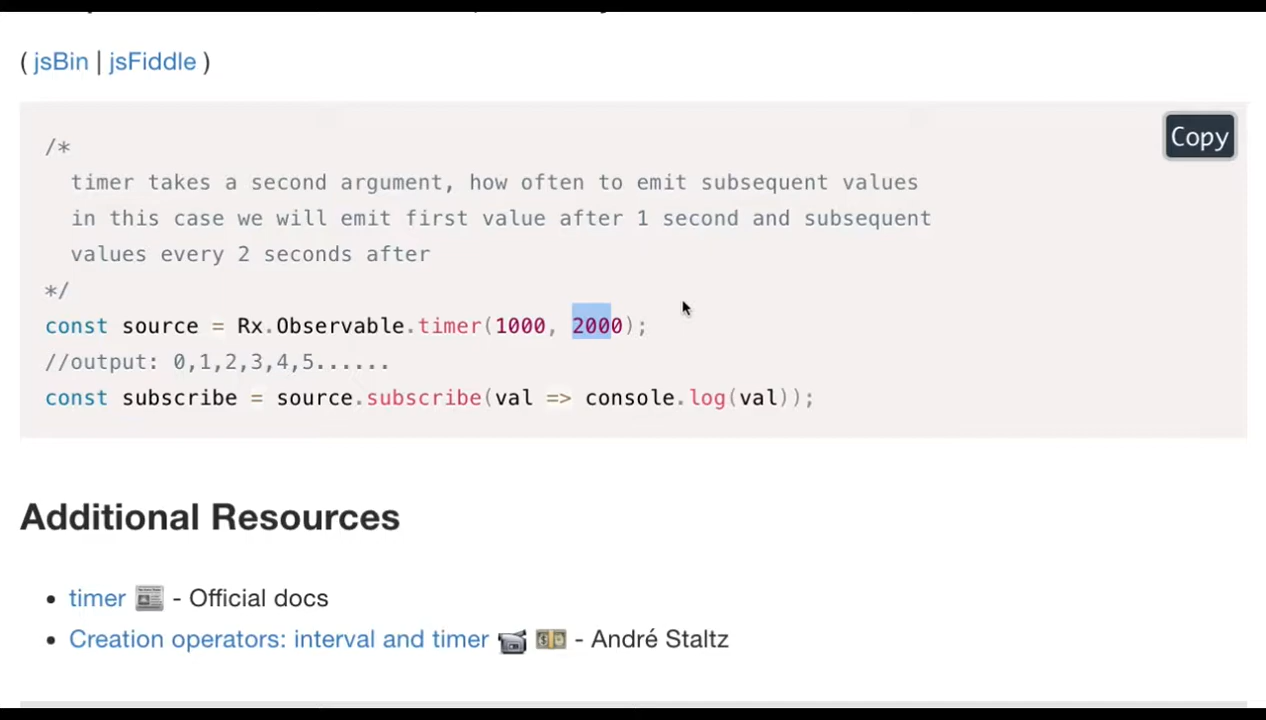 ( jsBin | jsFiddle )
Copy
/*
timer takes a second argument, how often to emit subsequent values
in this case we will emit first value after 1 second and subsequent
values every 2 seconds after
*/
const source = Rx.Observable.timer(1000, 2000);
//output: 0,1,2,3,4,5......
const subscribe = source.subscribe(val => console.log(val));
Additional Resources
• timer 📰 - Official docs
• Creation operators: interval and timer 📹 💵 - André Staltz